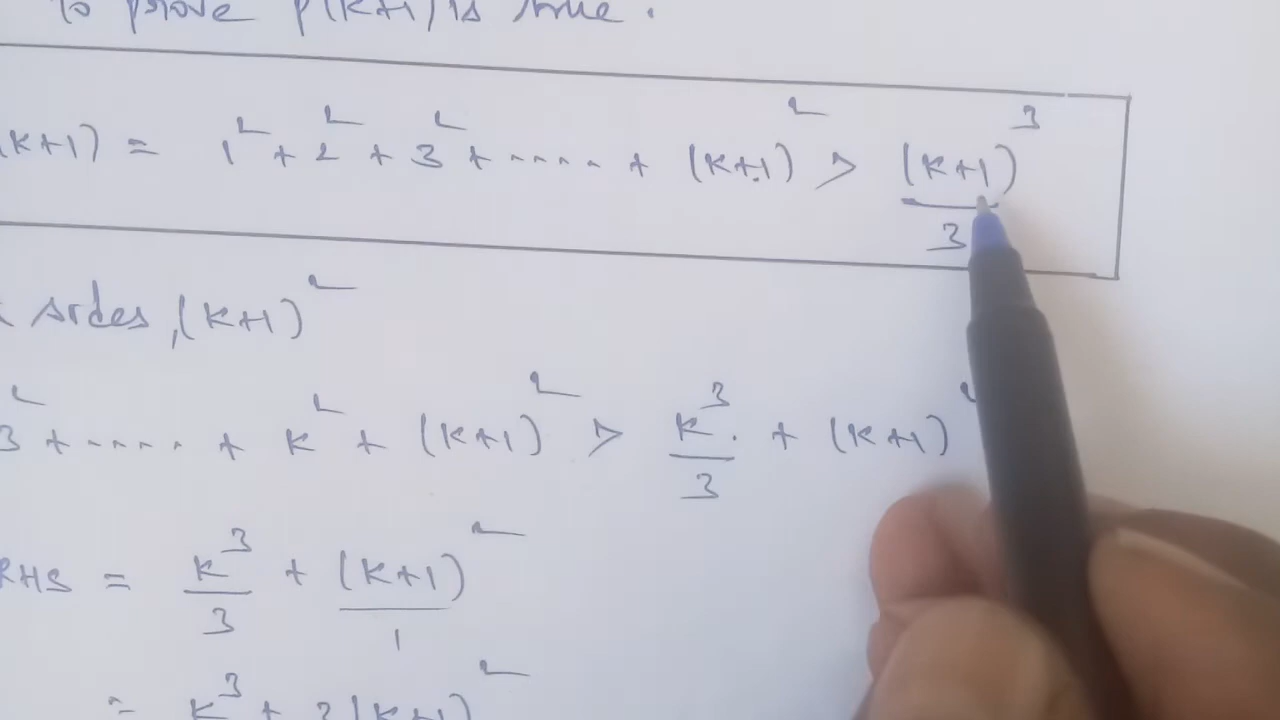 to prove p(k+1) is true.
(k+1) = 1² + 2² + 3² + ..... + (k+1)² > (k+1)³/3
sides, (k+1)²
3² + ..... + k² + (k+1)² > k³/3 + (k+1)²
RHS = k³/3 + (k+1)²/1
= k³ + 3(k+1)²